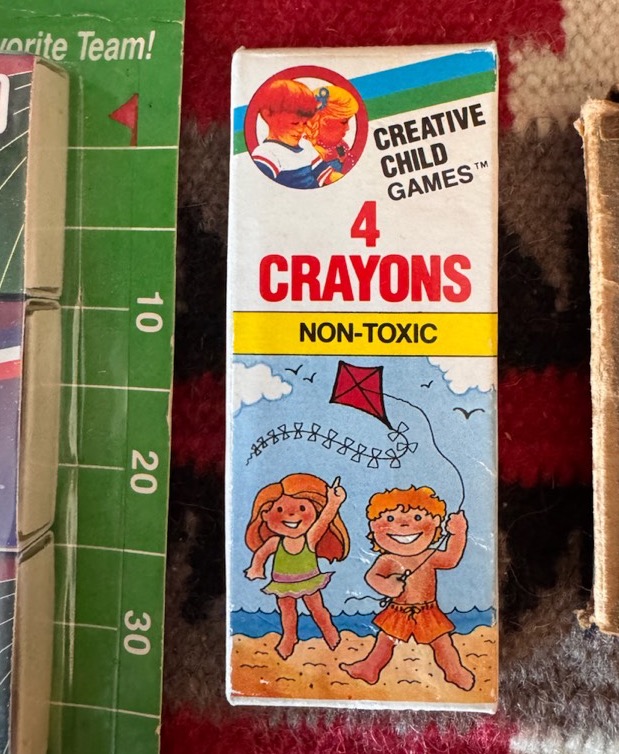 vorite Team!
10
20
30
CREATIVE
CHILD
GAMES™
4
CRAYONS
NON-TOXIC